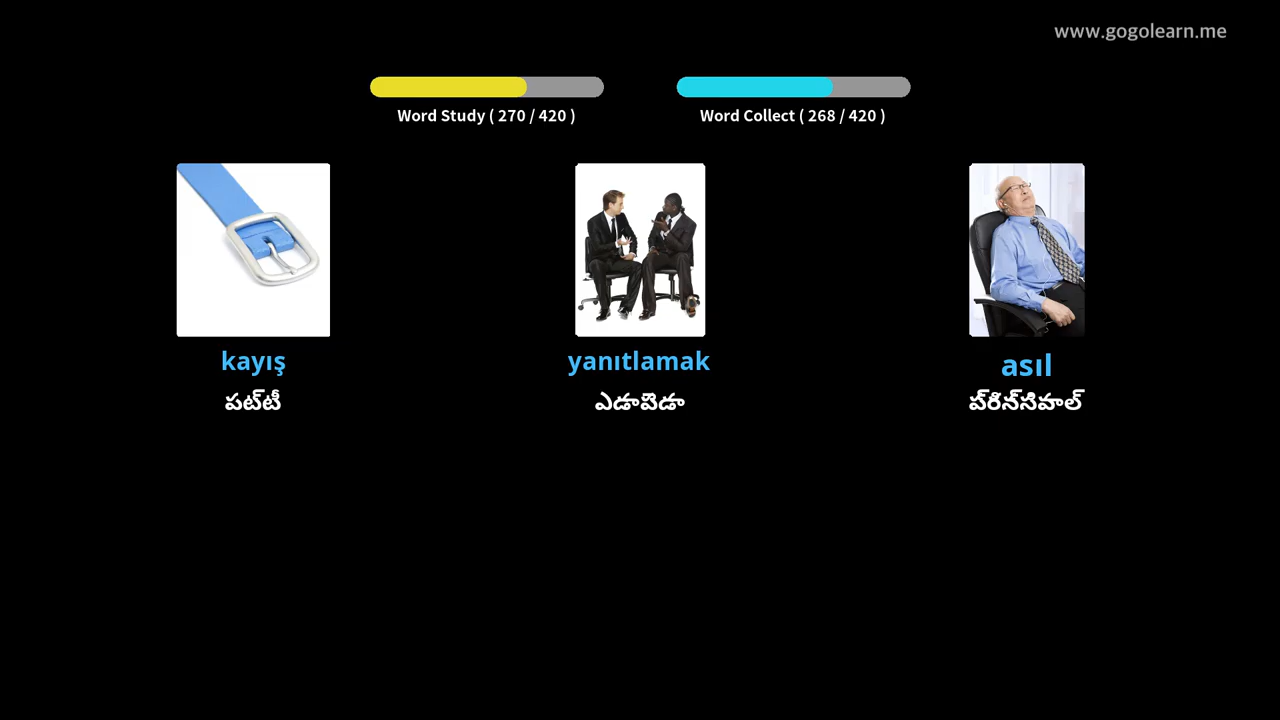 www.gogolearn.me
Word Study ( 270 / 420 )
Word Collect ( 268 / 420 )
kayış
yanıtlamak
asıl
పట్టీ
ఎడాపెడా
ప్రిన్సిపాల్